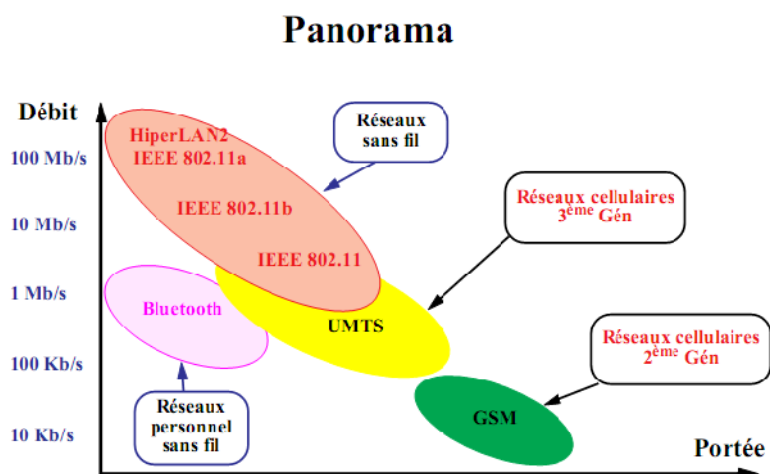 Panorama
Débit
HiperLAN2
IEEE 802.11a
100 Mb/s
Réseaux
sans fil
IEEE 802.11b
10 Mb/s
Réseaux cellulaires
3ème Gén
IEEE 802.11
1 Mb/s
Bluetooth
UMTS
100 Kb/s
Réseaux cellulaires
2ème Gén
Réseaux
personnel
sans fil
GSM
10 Kb/s
Portée